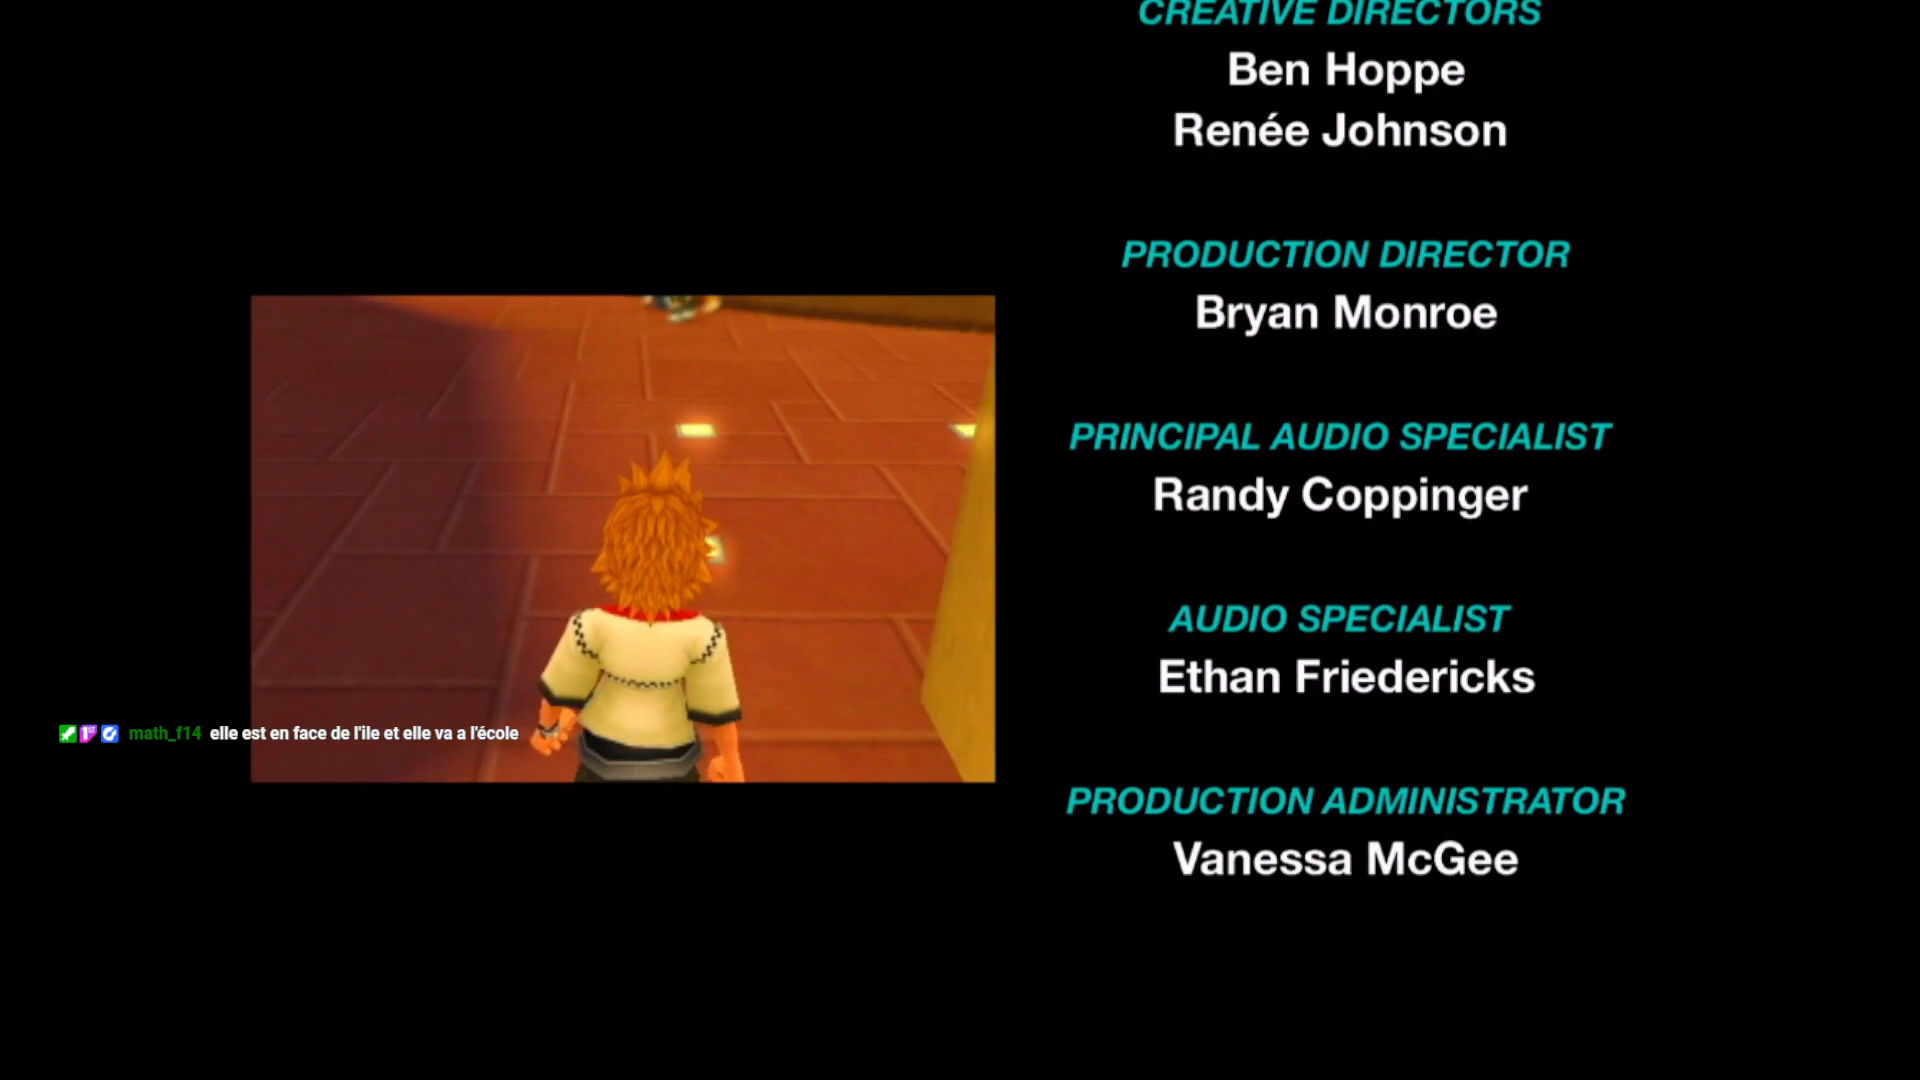 CREATIVE DIRECTORS
Ben Hoppe
Renée Johnson
PRODUCTION DIRECTOR
Bryan Monroe
PRINCIPAL AUDIO SPECIALIST
Randy Coppinger
AUDIO SPECIALIST
Ethan Friedericks
math_f14 elle est en face de l'ile et elle va a l'école
PRODUCTION ADMINISTRATOR
Vanessa McGee